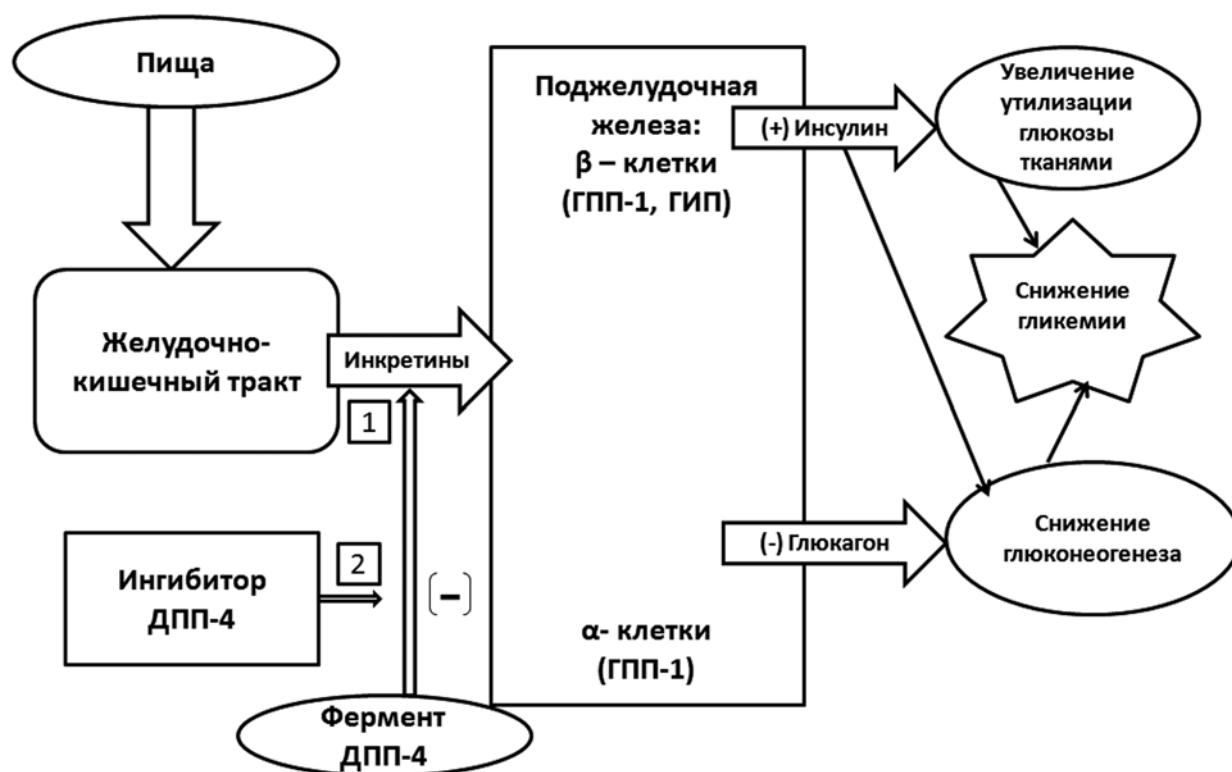 Пища
Желудочно-
кишечный тракт
Инкретины
1
Ингибитор
ДПП-4
2
(−)
Фермент
ДПП-4
Поджелудочная
железа:
β – клетки
(ГПП-1, ГИП)
α- клетки
(ГПП-1)
(+) Инсулин
(-) Глюкагон
Увеличение
утилизации
глюкозы
тканями
Снижение
гликемии
Снижение
глюконеогенеза